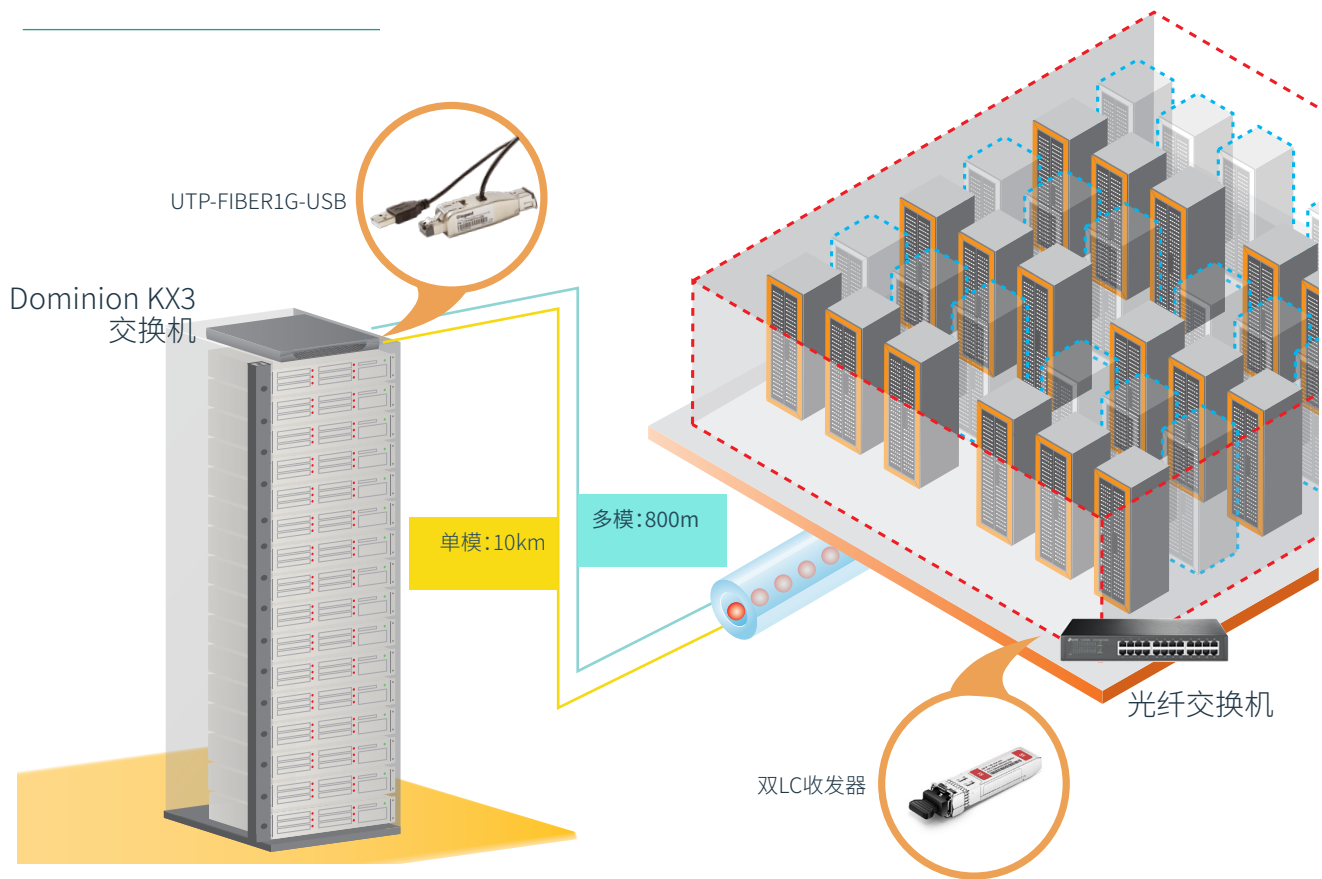 UTP-FIBER1G-USB
Dominion KX3
交换机
多模：800m
单模：10km
光纤交换机
双LC收发器